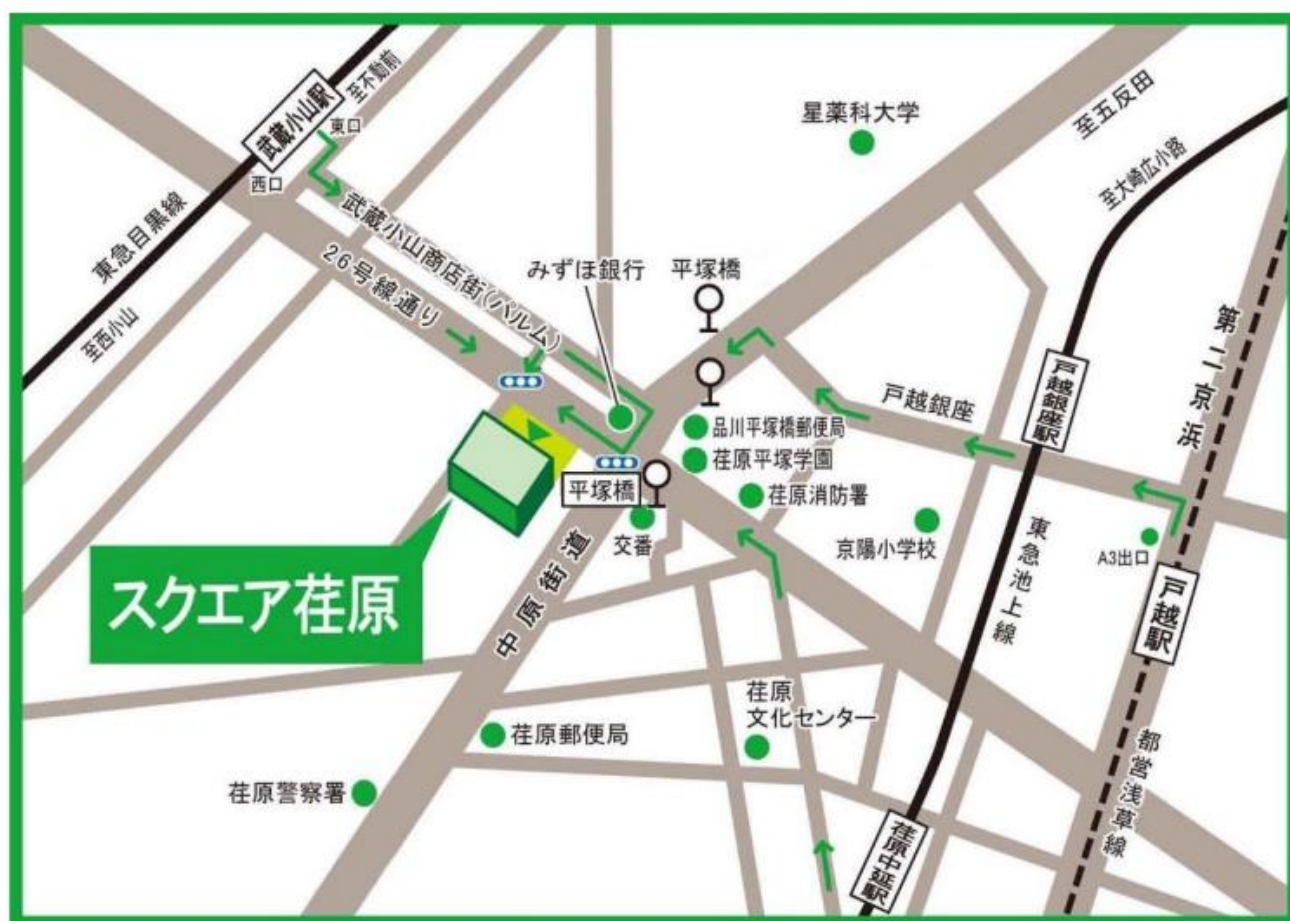 武蔵小山駅
至不動前
東口
西口
東急目黒線
至西小山
武蔵小山商店街(パルム)
26号線通り
みずほ銀行
平塚橋
星薬科大学
至五反田
至大崎広小路
第二京浜
戸越銀座駅
戸越銀座
品川平塚橋郵便局
荏原平塚学園
荏原消防署
平塚橋
交番
京陽小学校
A3出口
戸越駅
東急池上線
スクエア荏原
中原街道
荏原
文化センター
荏原郵便局
荏原警察署
荏原中延駅
都営浅草線